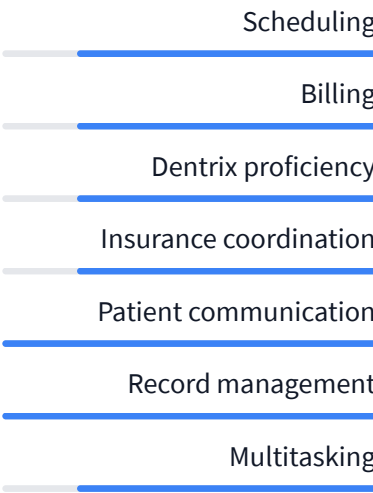 Scheduling
Billing
Dentrix proficiency
Insurance coordination
Patient communication
Record management
Multitasking